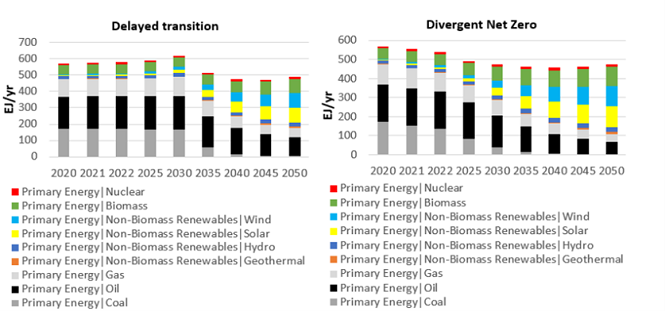 Delayed transition
700
600
500
400
300
200
100
0
EJ/yr
2020 2021 2022 2025 2030 2035 2040 2045 2050
Primary Energy|Nuclear
Primary Energy|Biomass
Primary Energy|Non-Biomass Renewables|Wind
Primary Energy|Non-Biomass Renewables|Solar
Primary Energy|Non-Biomass Renewables|Hydro
Primary Energy|Non-Biomass Renewables|Geothermal
Primary Energy|Gas
Primary Energy|Oil
Primary Energy|Coal
Divergent Net Zero
600
500
400
300
200
100
0
EJ/yr
2020 2021 2022 2025 2030 2035 2040 2045 2050
Primary Energy|Nuclear
Primary Energy|Biomass
Primary Energy|Non-Biomass Renewables|Wind
Primary Energy|Non-Biomass Renewables|Solar
Primary Energy|Non-Biomass Renewables|Hydro
Primary Energy|Non-Biomass Renewables|Geothermal
Primary Energy|Gas
Primary Energy|Oil
Primary Energy|Coal